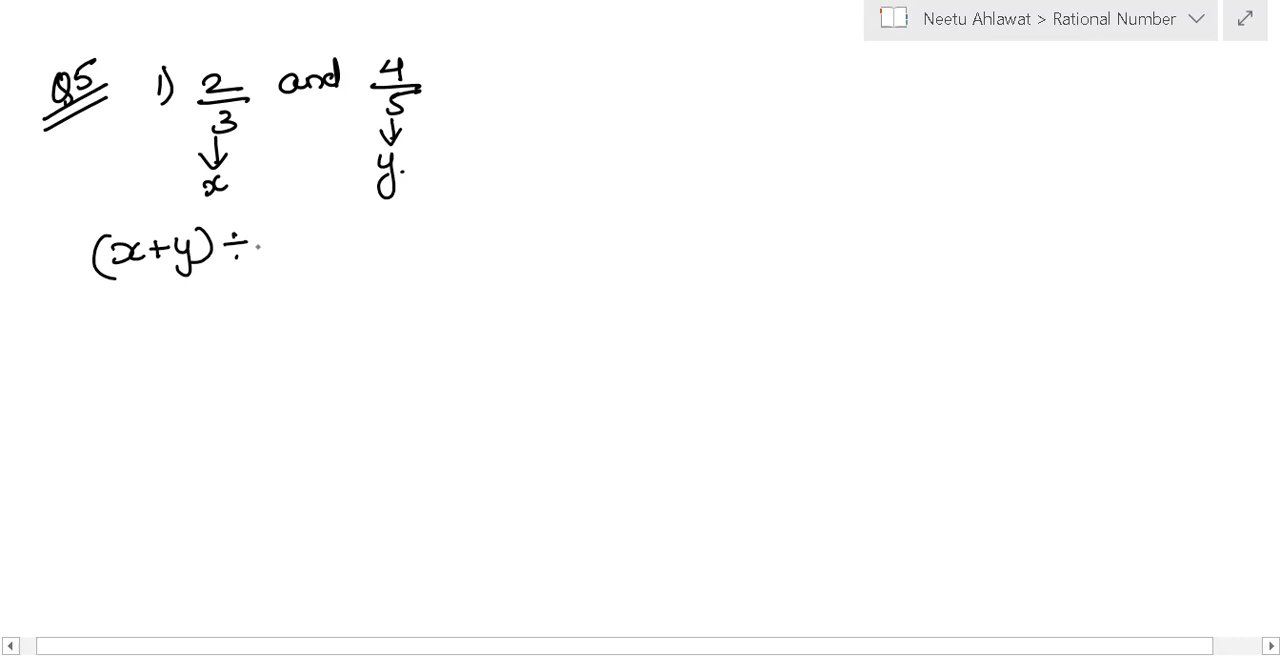 Neetu Ahlawat > Rational Number
Q5 1) 2/3 and 4/5
x y.
(x+y) ÷